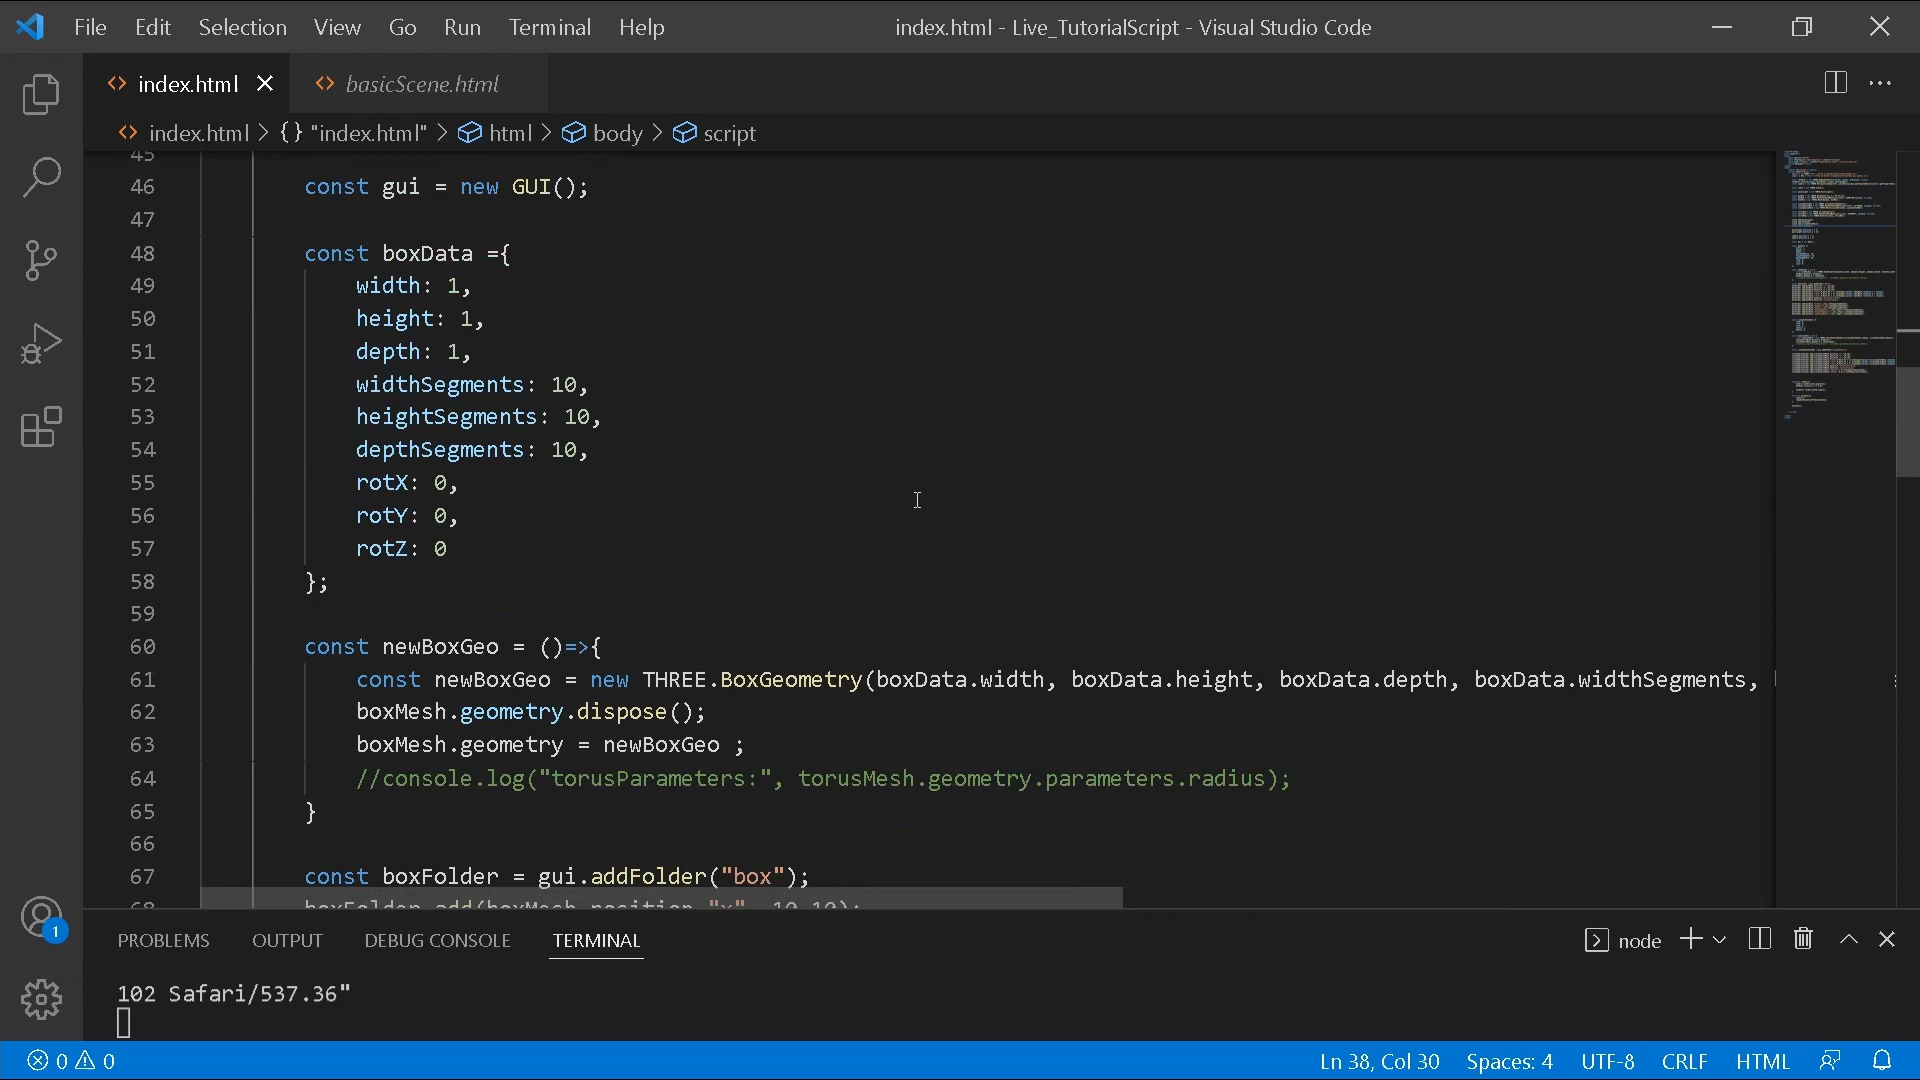 File Edit Selection View Go Run Terminal Help index.html - Live_TutorialScript - Visual Studio Code
index.html basicScene.html
index.html > {} "index.html" > html > body > script
45
46 const gui = new GUI();
47
48 const boxData ={
49 width: 1,
50 height: 1,
51 depth: 1,
52 widthSegments: 10,
53 heightSegments: 10,
54 depthSegments: 10,
55 rotX: 0,
56 rotY: 0,
57 rotZ: 0
58 };
59
60 const newBoxGeo = ()=>{
61 const newBoxGeo = new THREE.BoxGeometry(boxData.width, boxData.height, boxData.depth, boxData.widthSegments,
62 boxMesh.geometry.dispose();
63 boxMesh.geometry = newBoxGeo ;
64 //console.log("torusParameters:", torusMesh.geometry.parameters.radius);
65 }
66
67 const boxFolder = gui.addFolder("box");
68
PROBLEMS OUTPUT DEBUG CONSOLE TERMINAL node
102 Safari/537.36"
1
0 0 Ln 38, Col 30 Spaces: 4 UTF-8 CRLF HTML